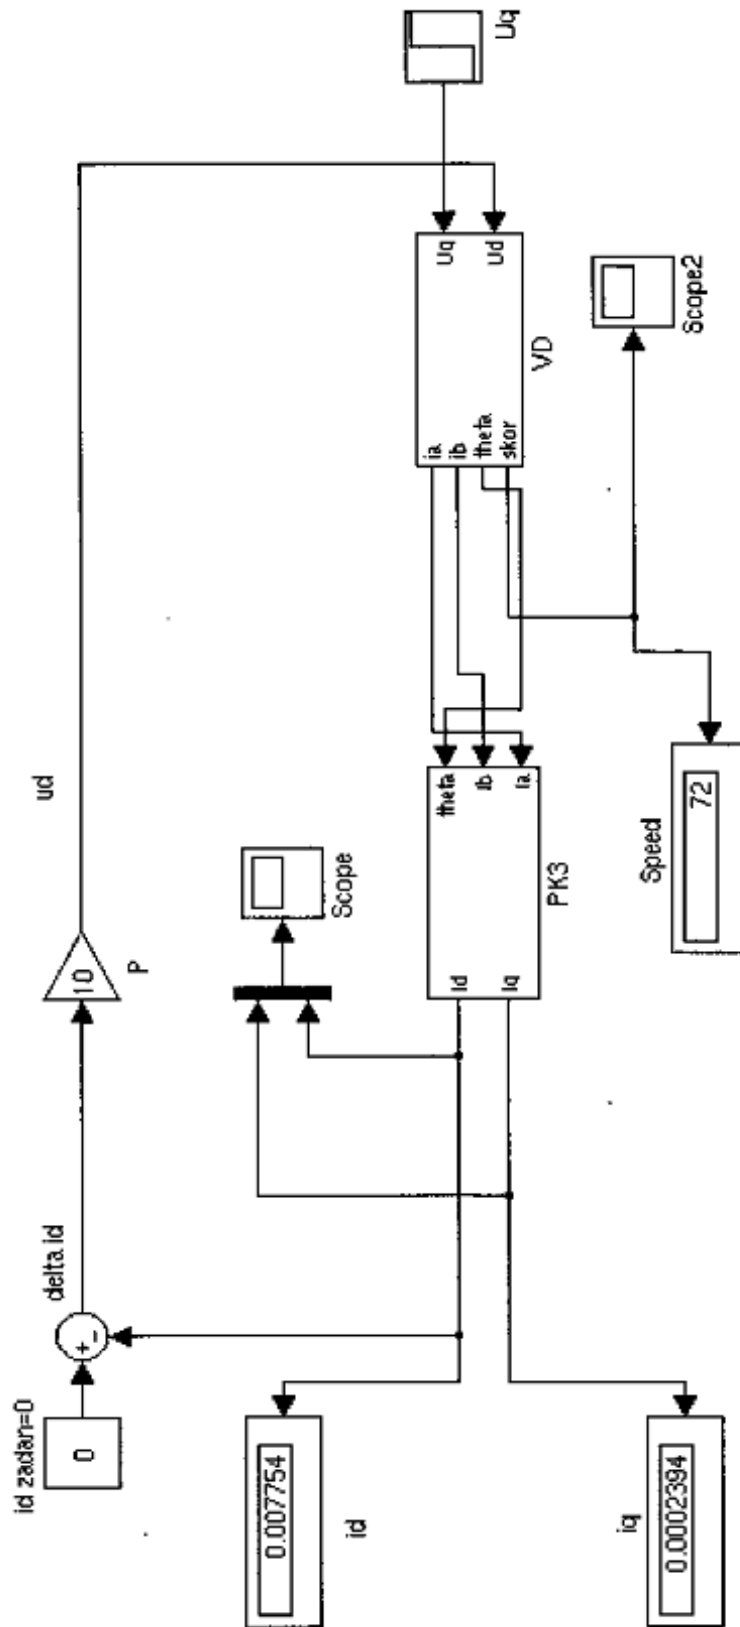 id zadan=0
0
+
-
delta id
10
P
ud
Uq
id
0.007754
iq
0.0002394
Scope
Id
Iq
theta
Ib
Ia
PK3
ia
ib
theta
skor
Uq
Ud
VD
Scope2
Speed
72